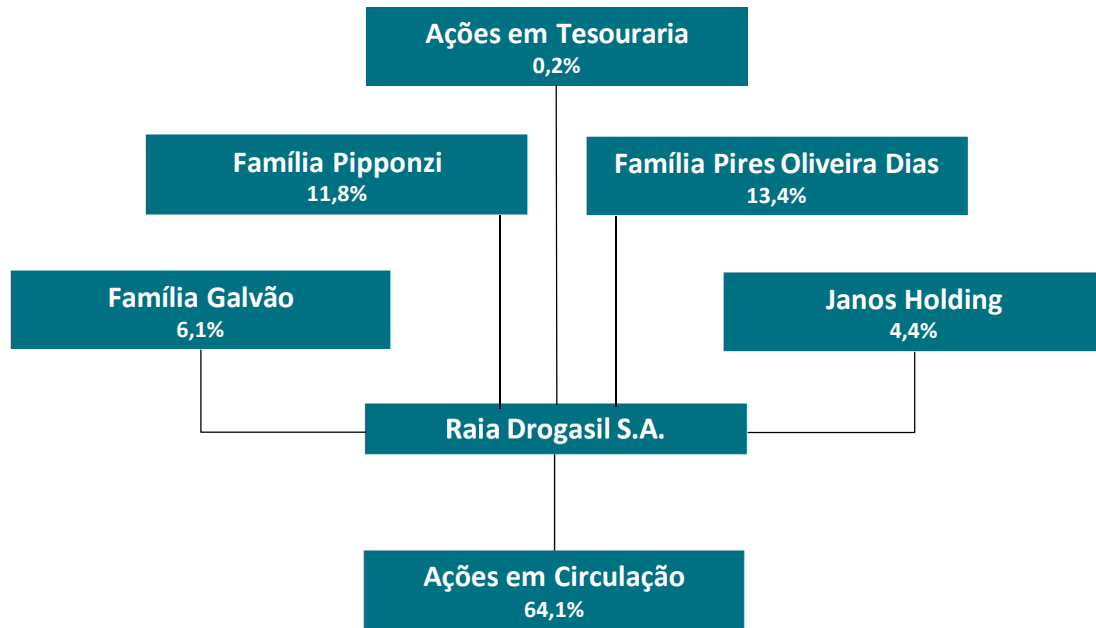 Ações em Tesouraria
0,2%
Família Pipponzi
11,8%
Família Pires Oliveira Dias
13,4%
Família Galvão
6,1%
Janos Holding
4,4%
Raia Drogasil S.A.
Ações em Circulação
64,1%